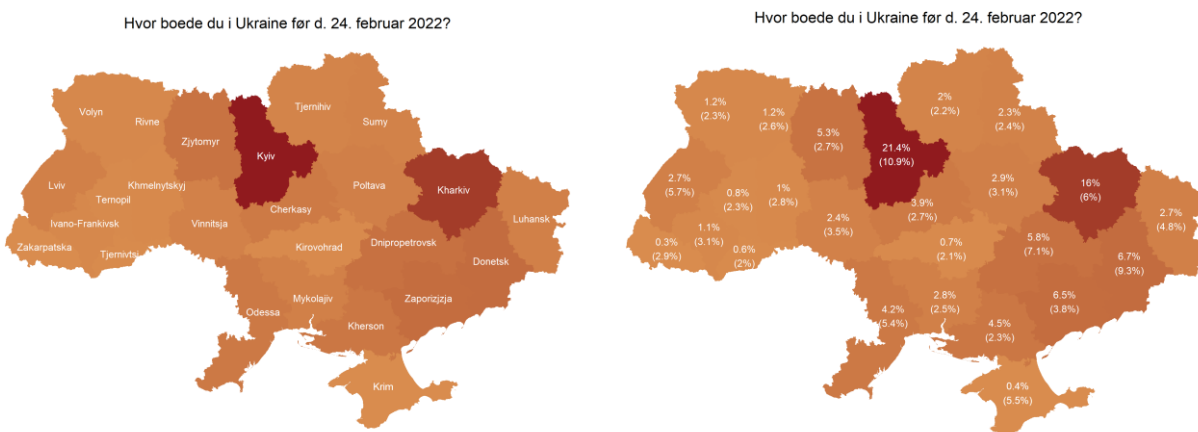 Hvor boede du i Ukraine før d. 24. februar 2022?
Volyn
Rivne
Zjytomyr
Kyiv
Tjernihiv
Sumy
Lviv
Ternopil
Khmelnytskyj
Ivano-Frankivsk
Zakarpatska
Tjernivtsi
Vinnitsja
Cherkasy
Poltava
Kharkiv
Luhansk
Kirovohrad
Dnipropetrovsk
Donetsk
Odessa
Mykolajiv
Kherson
Zaporizjzja
Krim
Hvor boede du i Ukraine før d. 24. februar 2022?
1.2%
(2.3%)
1.2%
(2.6%)
5.3%
(2.7%)
21.4%
(10.9%)
2%
(2.2%)
2.3%
(2.4%)
2.7%
(5.7%)
0.8%
(2.3%)
1%
(2.8%)
1.1%
(3.1%)
0.3%
(2.9%)
0.6%
(2%)
2.4%
(3.5%)
3.9%
(2.7%)
2.9%
(3.1%)
16%
(6%)
2.7%
(4.8%)
0.7%
(2.1%)
5.8%
(7.1%)
6.7%
(9.3%)
4.2%
(5.4%)
2.8%
(2.5%)
4.5%
(2.3%)
6.5%
(3.8%)
0.4%
(5.5%)